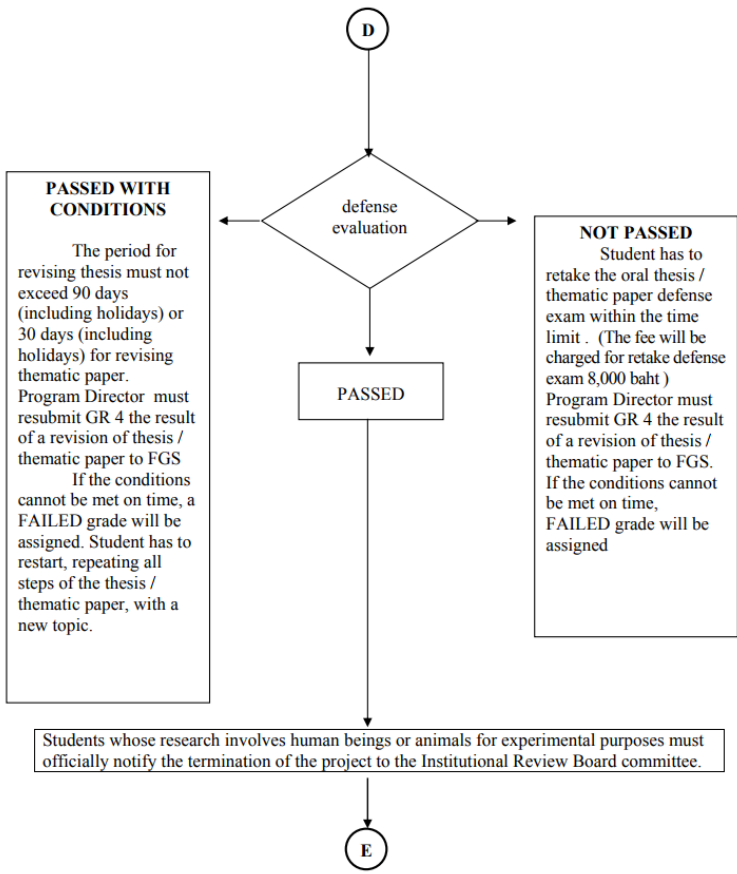 D
defense
evaluation
PASSED WITH
CONDITIONS
The period for
revising thesis must not
exceed 90 days
(including holidays) or
30 days (including
holidays) for revising
thematic paper.
Program Director must
resubmit GR 4 the result
of a revision of thesis /
thematic paper to FGS
If the conditions
cannot be met on time, a
FAILED grade will be
assigned. Student has to
restart, repeating all
steps of the thesis /
thematic paper, with a
new topic.
PASSED
NOT PASSED
Student has to
retake the oral thesis /
thematic paper defense
exam within the time
limit . (The fee will be
charged for retake defense
exam 8,000 baht )
Program Director must
resubmit GR 4 the result
of a revision of thesis /
thematic paper to FGS.
If the conditions cannot
be met on time,
FAILED grade will be
assigned
Students whose research involves human beings or animals for experimental purposes must
officially notify the termination of the project to the Institutional Review Board committee.
E